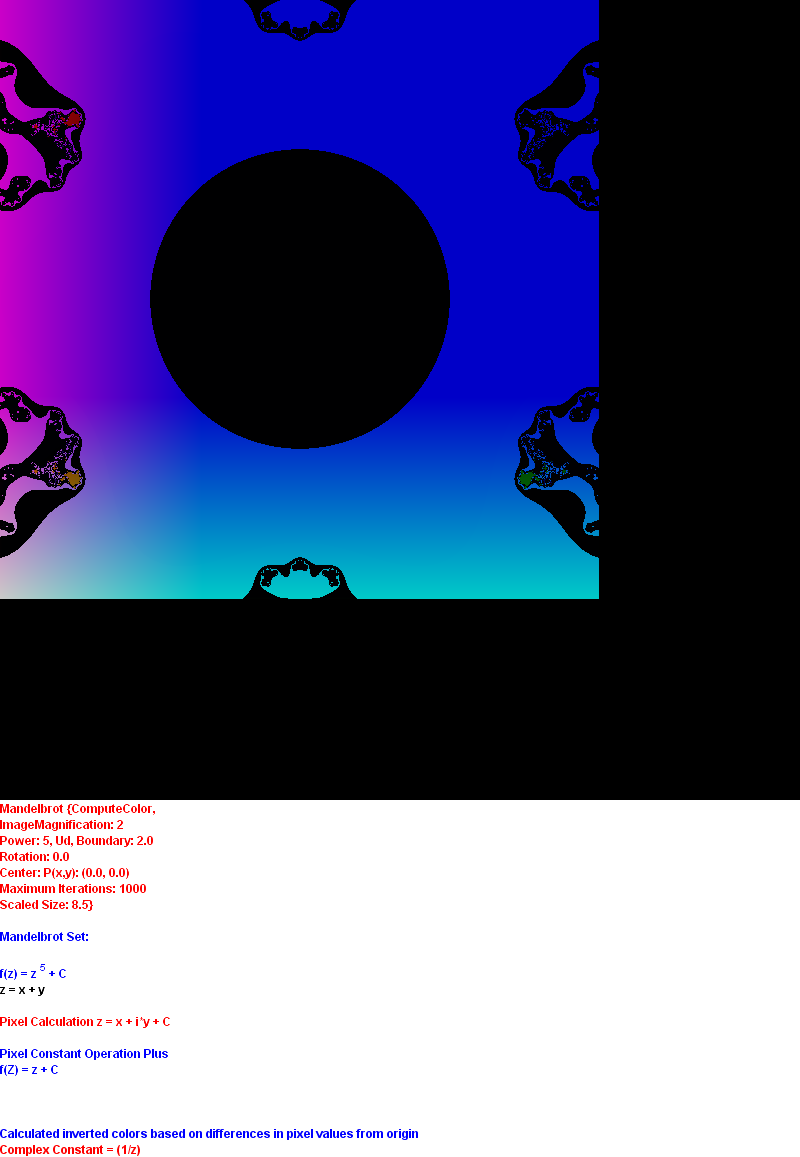 Mandelbrot {ComputeColor,
ImageMagnification: 2
Power: 5, Ud, Boundary: 2.0
Rotation: 0.0
Center: P(x,y): (0.0, 0.0)
Maximum Iterations: 1000
Scaled Size: 8.5}
Mandelbrot Set:
f(z) = z 5 + C
z = x + y
Pixel Calculation z = x + i*y + C
Pixel Constant Operation Plus
f(Z) = z + C
Calculated inverted colors based on differences in pixel values from origin
Complex Constant = (1/z)